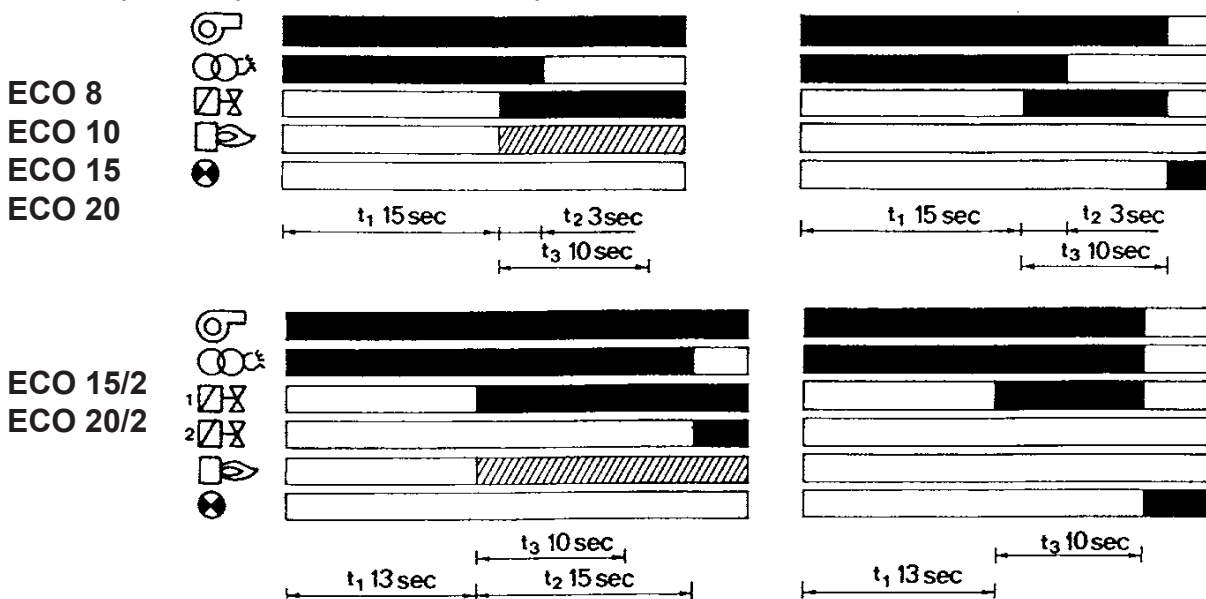 ECO 8
ECO 10
ECO 15
ECO 20
t₁ 15 sec
t₂ 3 sec
t₃ 10 sec
t₁ 15 sec
t₂ 3 sec
t₃ 10 sec
ECO 15/2
ECO 20/2
1
2
t₃ 10 sec
t₁ 13 sec
t₂ 15 sec
t₃ 10 sec
t₁ 13 sec